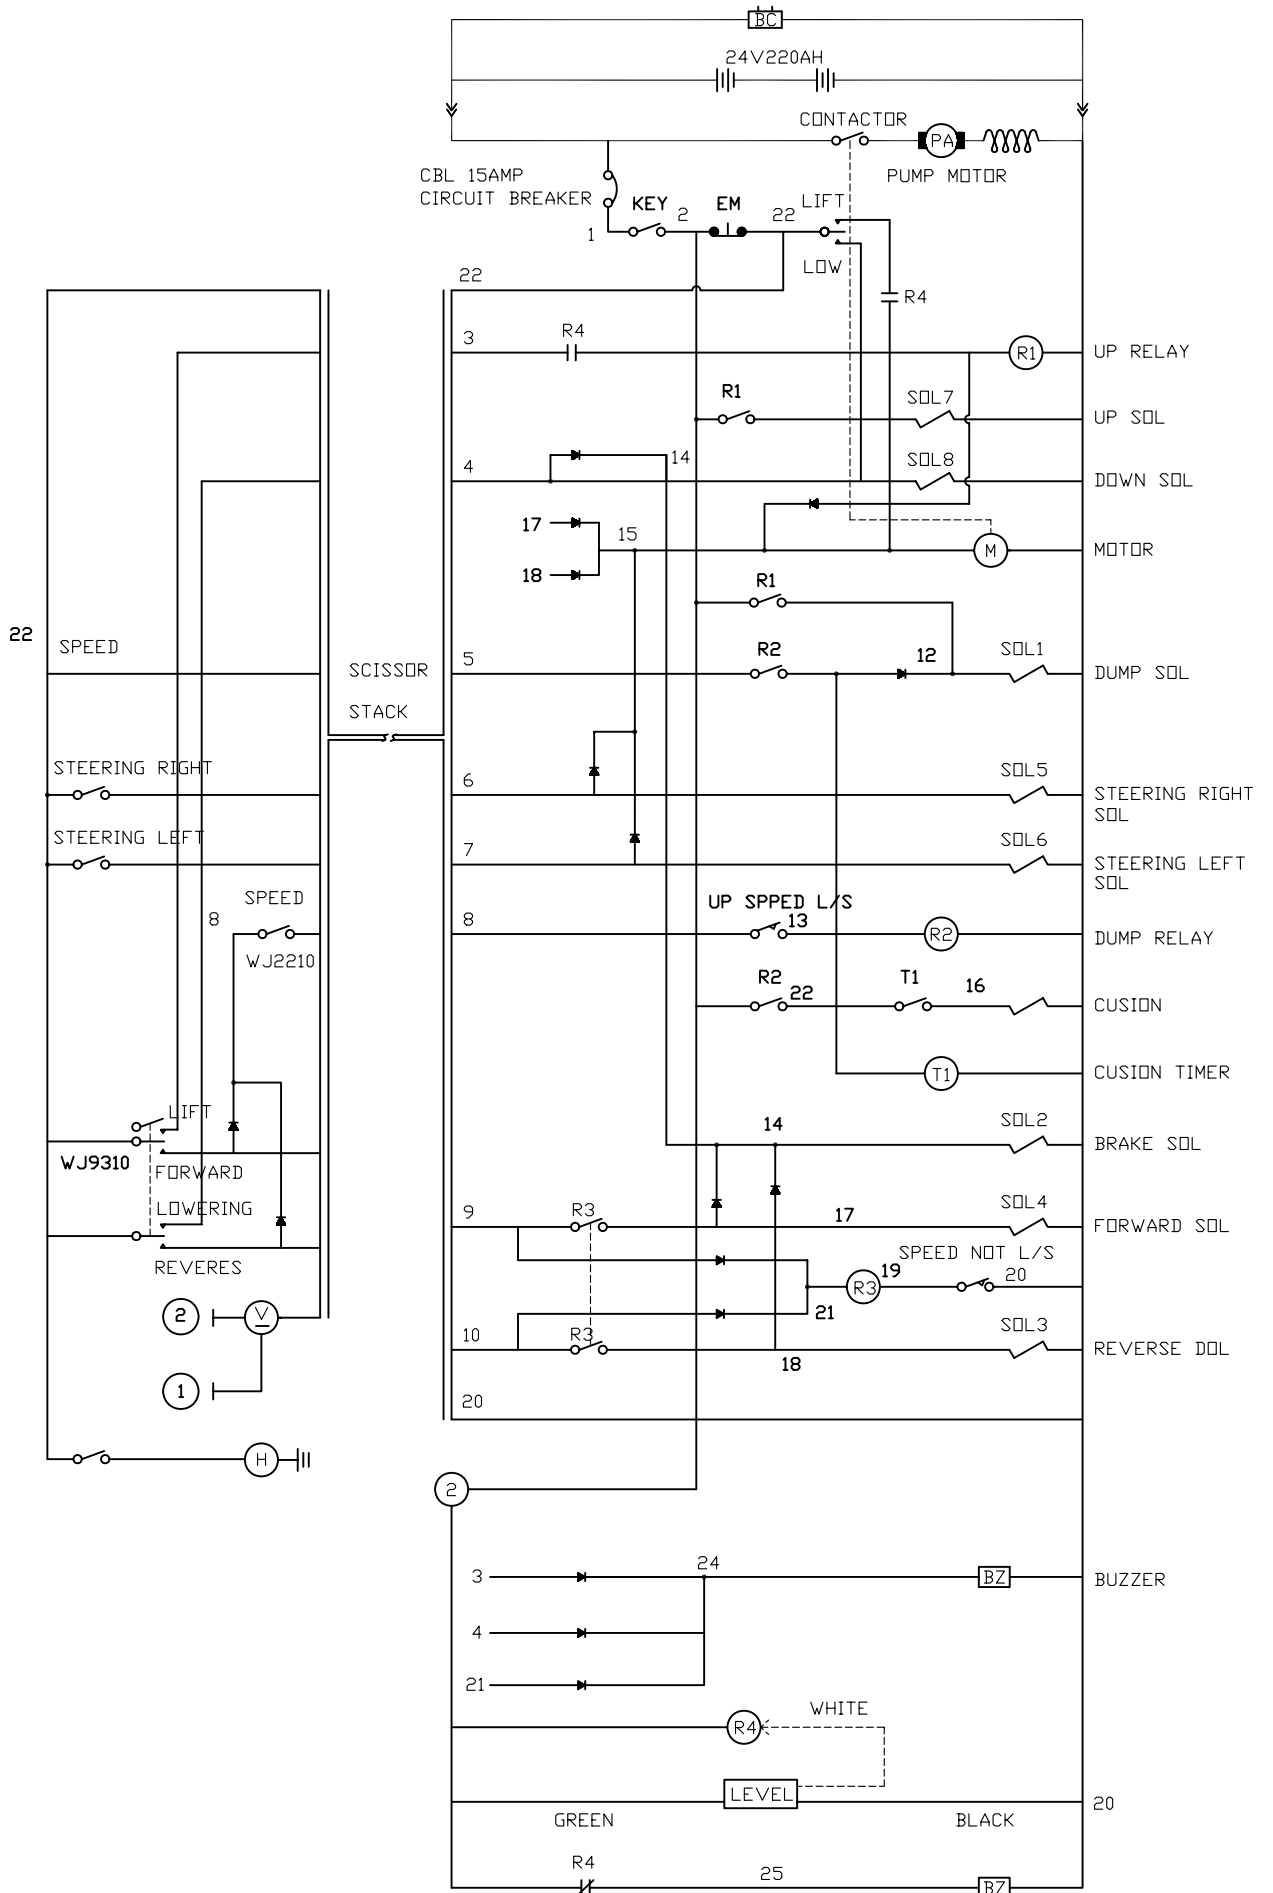 BC
24V220AH
CONTACTOR
PA
PUMP MOTOR
CBL 15AMP
CIRCUIT BREAKER
KEY
2
EM
22
LIFT
1
LOW
22
R4
3
R4
R1
UP RELAY
R1
SOL7
UP SOL
4
14
SOL8
DOWN SOL
17
15
18
M
MOTOR
R1
22
SPEED
SCISSOR
STACK
5
R2
12
SOL1
DUMP SOL
STEERING RIGHT
6
SOL5
STEERING RIGHT
SOL
STEERING LEFT
7
SOL6
STEERING LEFT
SOL
SPEED
8
WJ2210
8
UP SPPED L/S
13
R2
DUMP RELAY
R2
22
T1
16
CUSION
T1
CUSION TIMER
LIFT
WJ9310
FORWARD
14
SOL2
BRAKE SOL
LOWERING
9
R3
17
SOL4
FORWARD SOL
REVERES
SPEED NOT L/S
R3
19
20
21
2
V
10
R3
18
SOL3
REVERSE DOL
1
20
H
2
3
24
BZ
BUZZER
4
21
R4
WHITE
LEVEL
20
GREEN
BLACK
R4
25
BZ